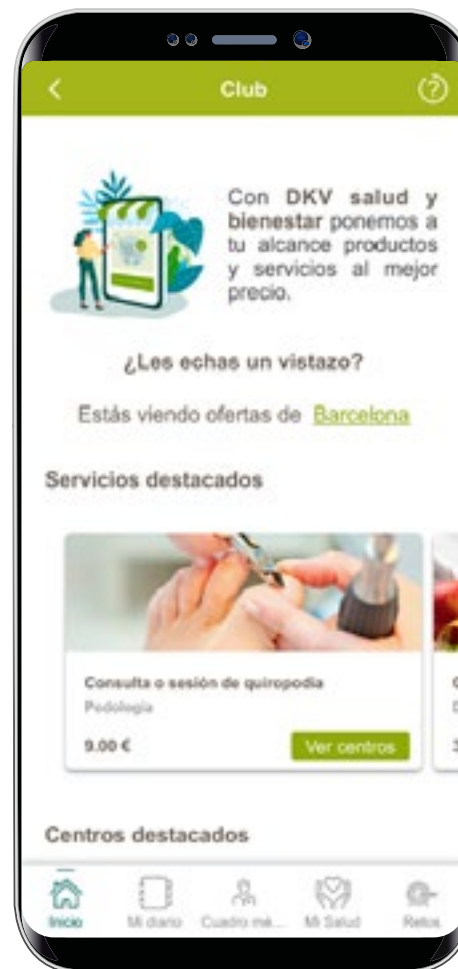 Club
Con DKV salud y
bienestar ponemos a
tu alcance productos
y servicios al mejor
precio.
¿Les echas un vistazo?
Estás viendo ofertas de Barcelona
Servicios destacados
Consulta o sesión de quiropodia
Podología
9.00 €
Ver centros
Centros destacados
Inicio
Mi diario
Cuadro mé...
Mi Salud
Retos